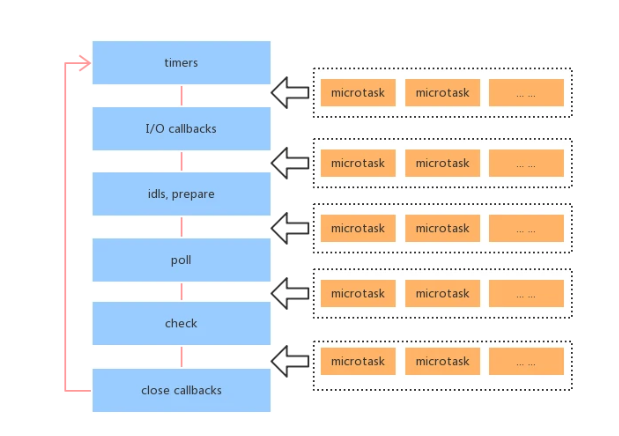 timers
microtask microtask ... ...
I/O callbacks
microtask microtask ... ...
idls, prepare
microtask microtask ... ...
poll
microtask microtask ... ...
check
microtask microtask ... ...
close callbacks